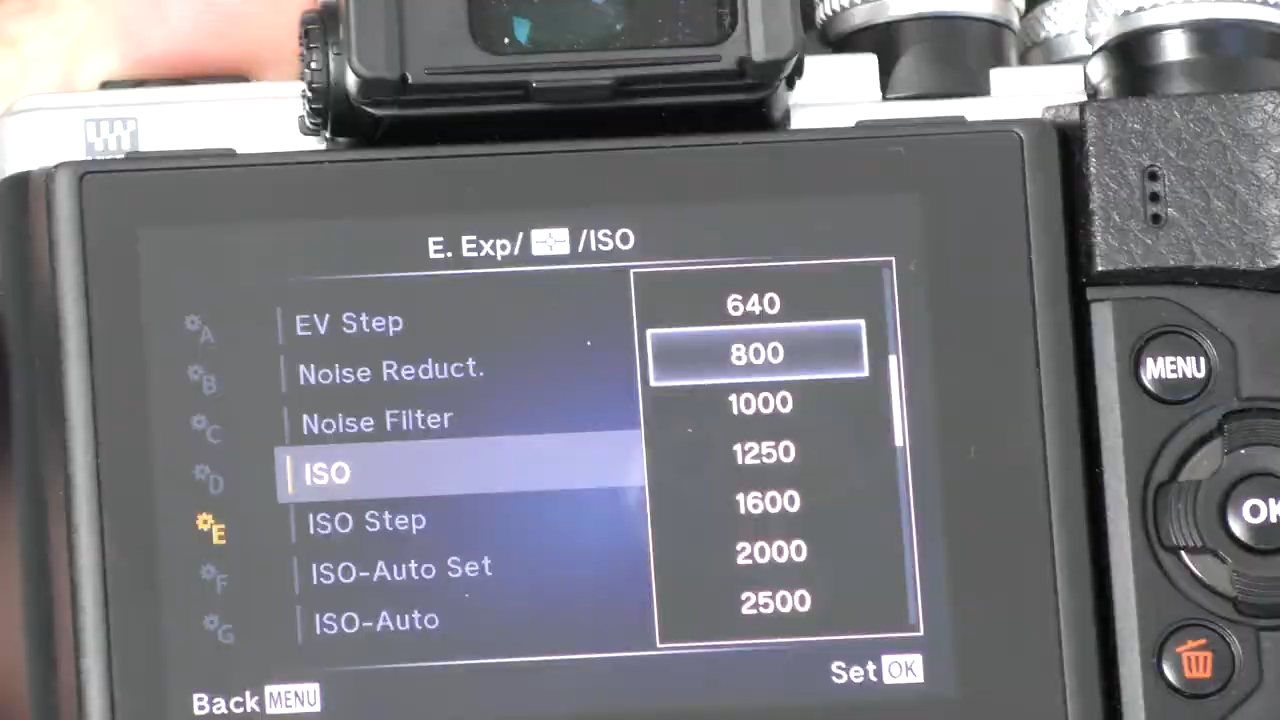 E. Exp/ /ISO
A EV Step
B Noise Reduct.
C Noise Filter
D ISO
E ISO Step
F ISO-Auto Set
G ISO-Auto
640
800
1000
1250
1600
2000
2500
Back MENU
Set OK
MENU
OK